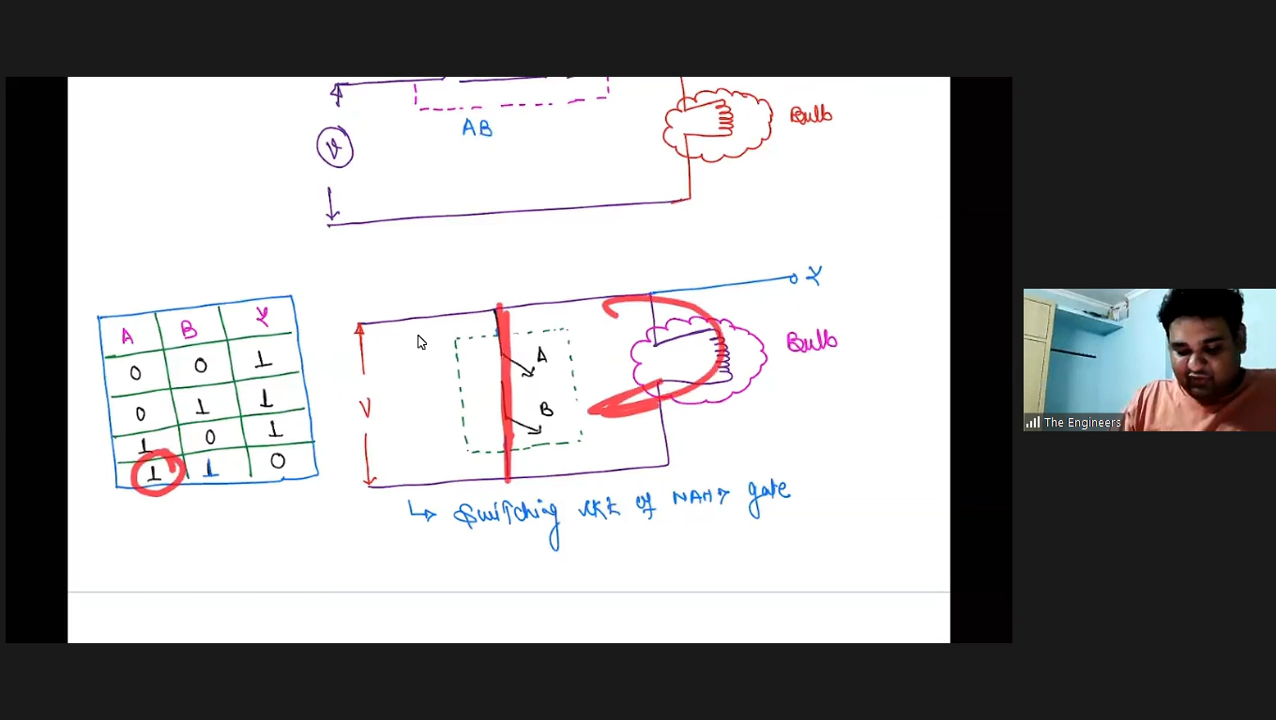 AB
V
Bulb
Y
A B Y
0 0 1
0 1 1
1 0 1
1 1 0
V
A
B
Bulb
↳ Switching ckt of NAND gate
The Engineers